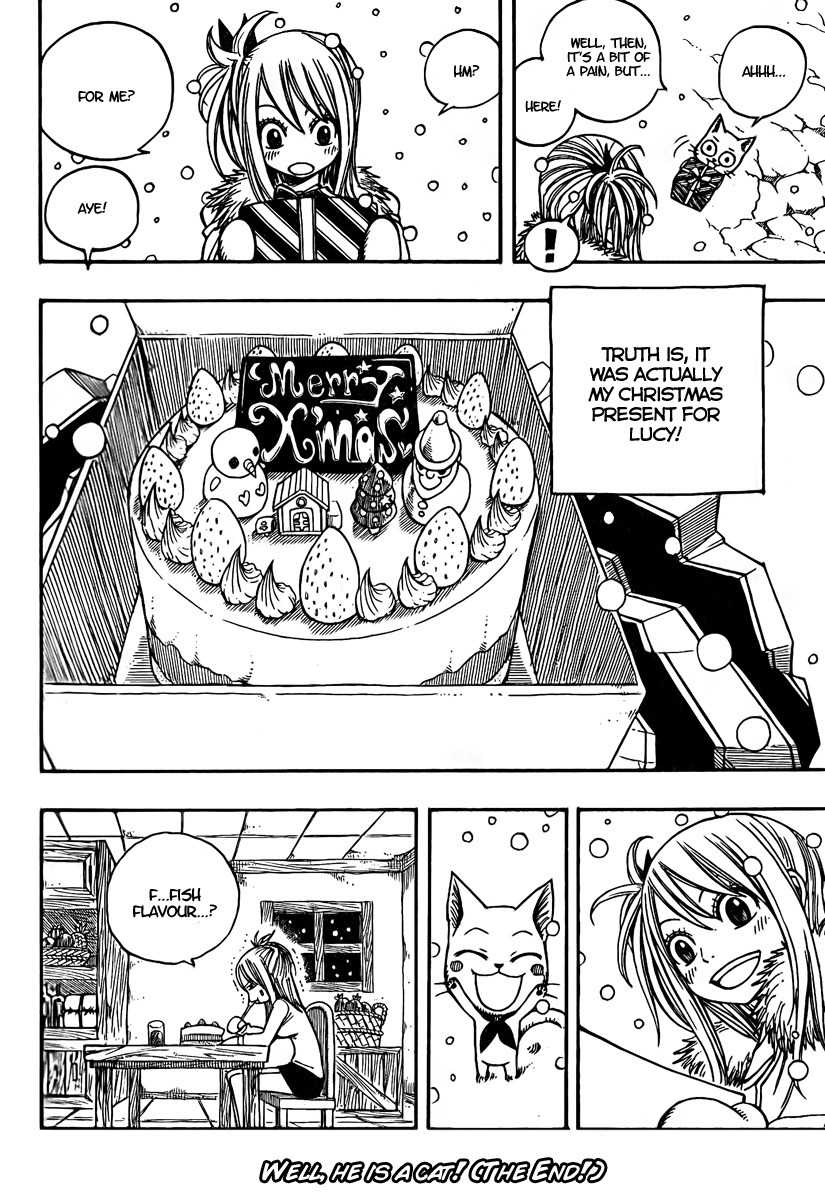 AHHH...
WELL, THEN,
IT'S A BIT OF
A PAIN, BUT...
HERE!
!
HM?
FOR ME?
AYE!
TRUTH IS, IT
WAS ACTUALLY
MY CHRISTMAS
PRESENT FOR
LUCY!
Merry
X'mas
F...FISH
FLAVOUR...?
WELL, HE IS A CAT! (THE END!)